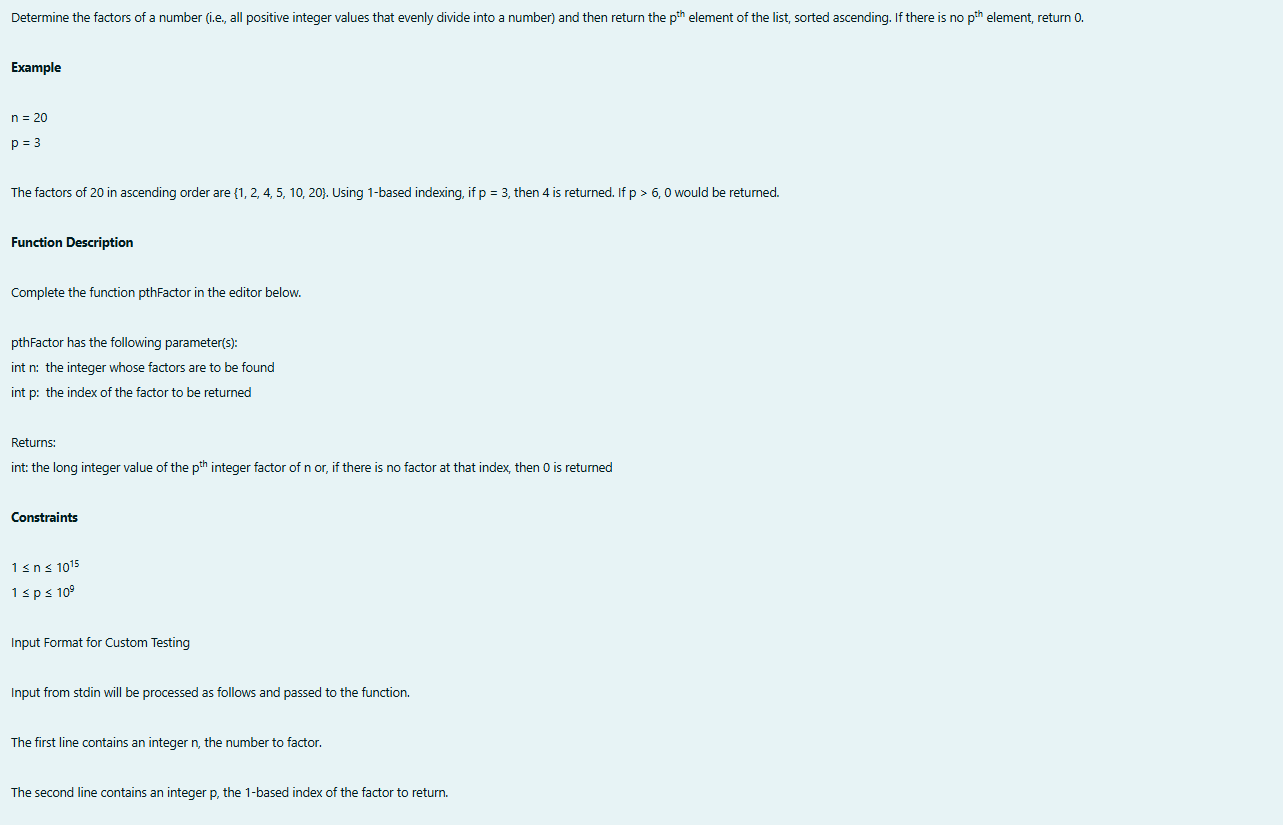 Determine the factors of a number (i.e., all positive integer values that evenly divide into a number) and then return the pth element of the list, sorted ascending. If there is no pth element, return 0.
Example
n = 20
p = 3
The factors of 20 in ascending order are {1, 2, 4, 5, 10, 20}. Using 1-based indexing, if p = 3, then 4 is returned. If p > 6, 0 would be returned.
Function Description
Complete the function pthFactor in the editor below.
pthFactor has the following parameter(s):
int n: the integer whose factors are to be found
int p: the index of the factor to be returned
Returns:
int: the long integer value of the pth integer factor of n or, if there is no factor at that index, then 0 is returned
Constraints
1 ≤ n ≤ 10¹⁵
1 ≤ p ≤ 10⁹
Input Format for Custom Testing
Input from stdin will be processed as follows and passed to the function.
The first line contains an integer n, the number to factor.
The second line contains an integer p, the 1-based index of the factor to return.